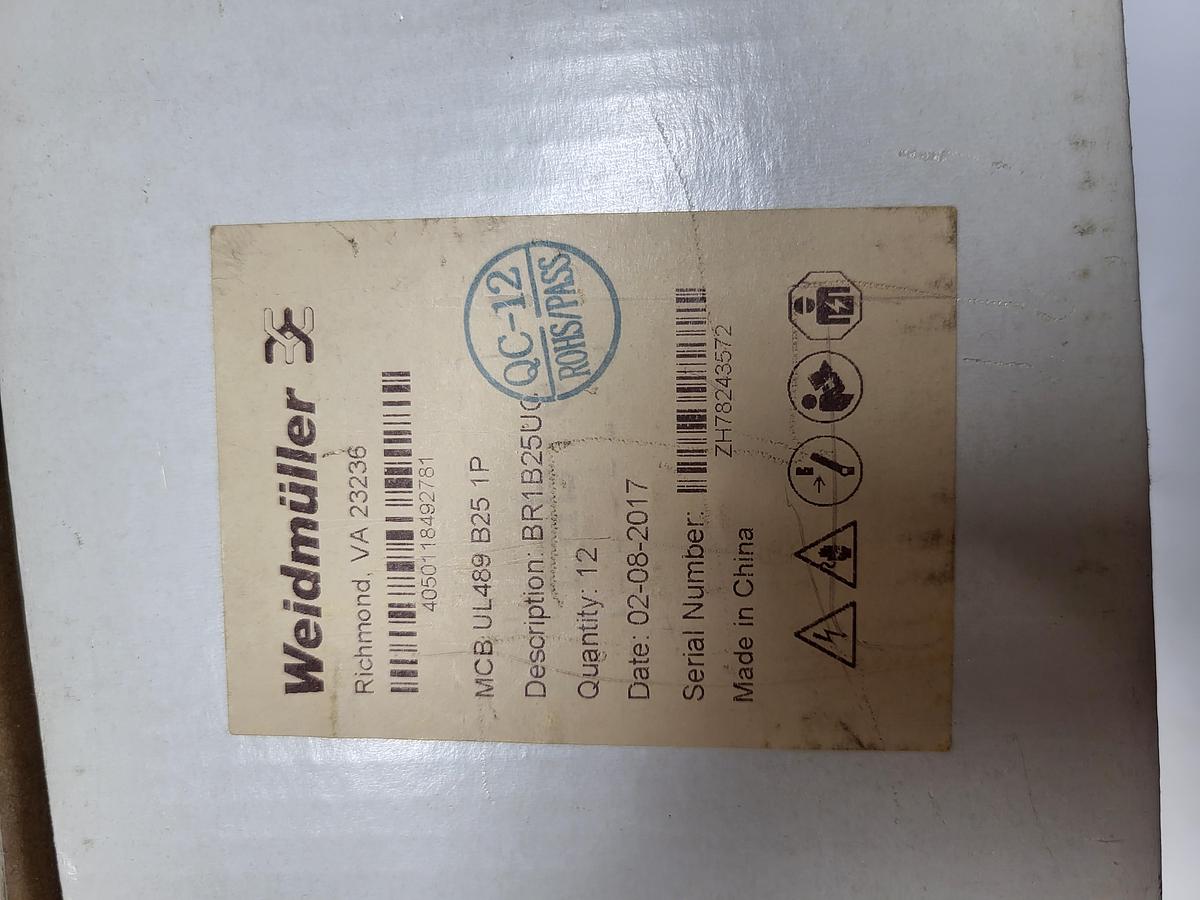 Weidmüller
Richmond, VA 23236
4050118492781
MCB UL489 B25 1P
Description: BR1B25UC
QC-12
ROHS/PASS
Quantity: 12
Date: 02-08-2017
Serial Number:
ZH78243572
Made in China